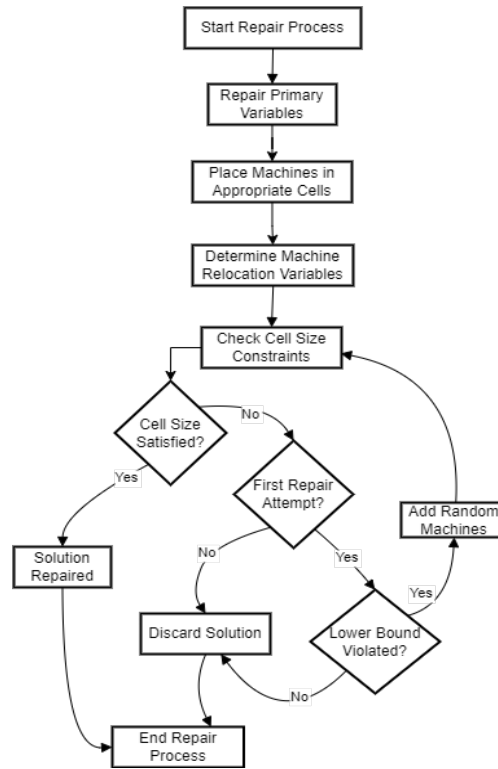 Start Repair Process
Repair Primary
Variables
Place Machines in
Appropriate Cells
Determine Machine
Relocation Variables
Check Cell Size
Constraints
Cell Size
Satisfied?
No
Yes
First Repair
Attempt?
Add Random
Machines
Solution
Repaired
No
Yes
Yes
Discard Solution
Lower Bound
Violated?
No
End Repair
Process